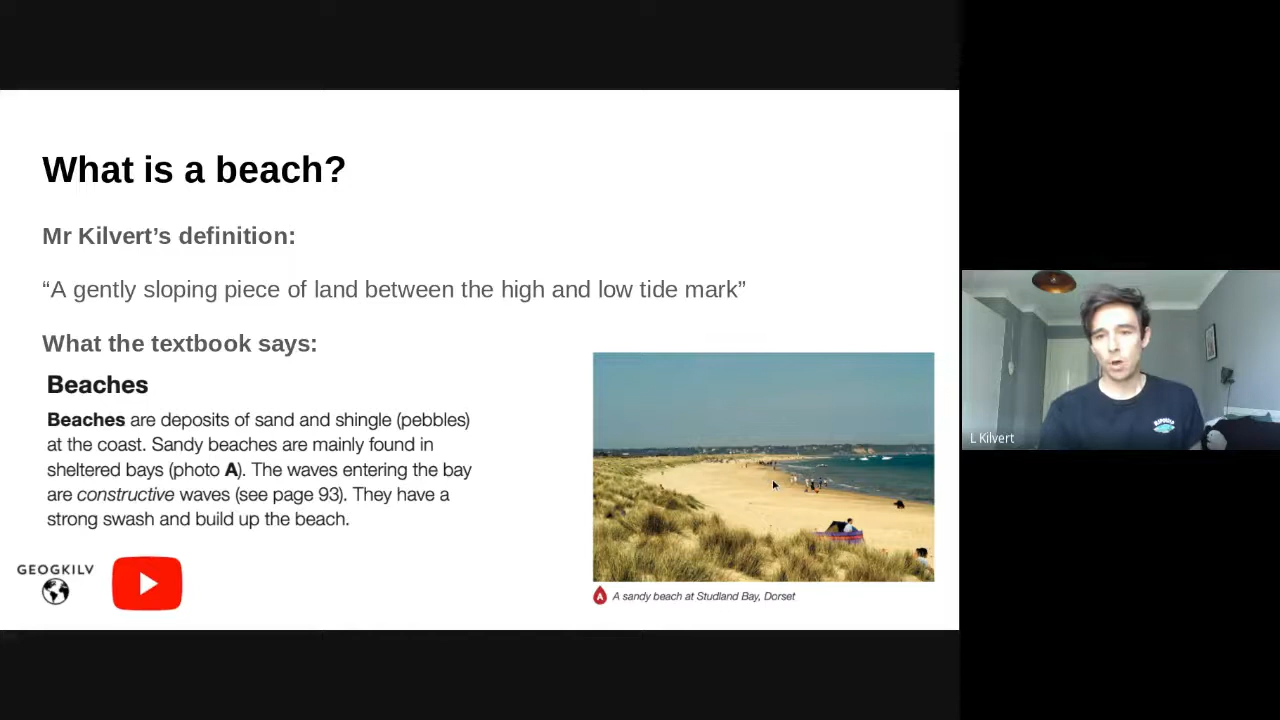 What is a beach?
Mr Kilvert’s definition:
“A gently sloping piece of land between the high and low tide mark”
What the textbook says:
Beaches
Beaches are deposits of sand and shingle (pebbles)
at the coast. Sandy beaches are mainly found in
sheltered bays (photo A). The waves entering the bay
are constructive waves (see page 93). They have a
strong swash and build up the beach.
A A sandy beach at Studland Bay, Dorset
GEOGKILV
L Kilvert